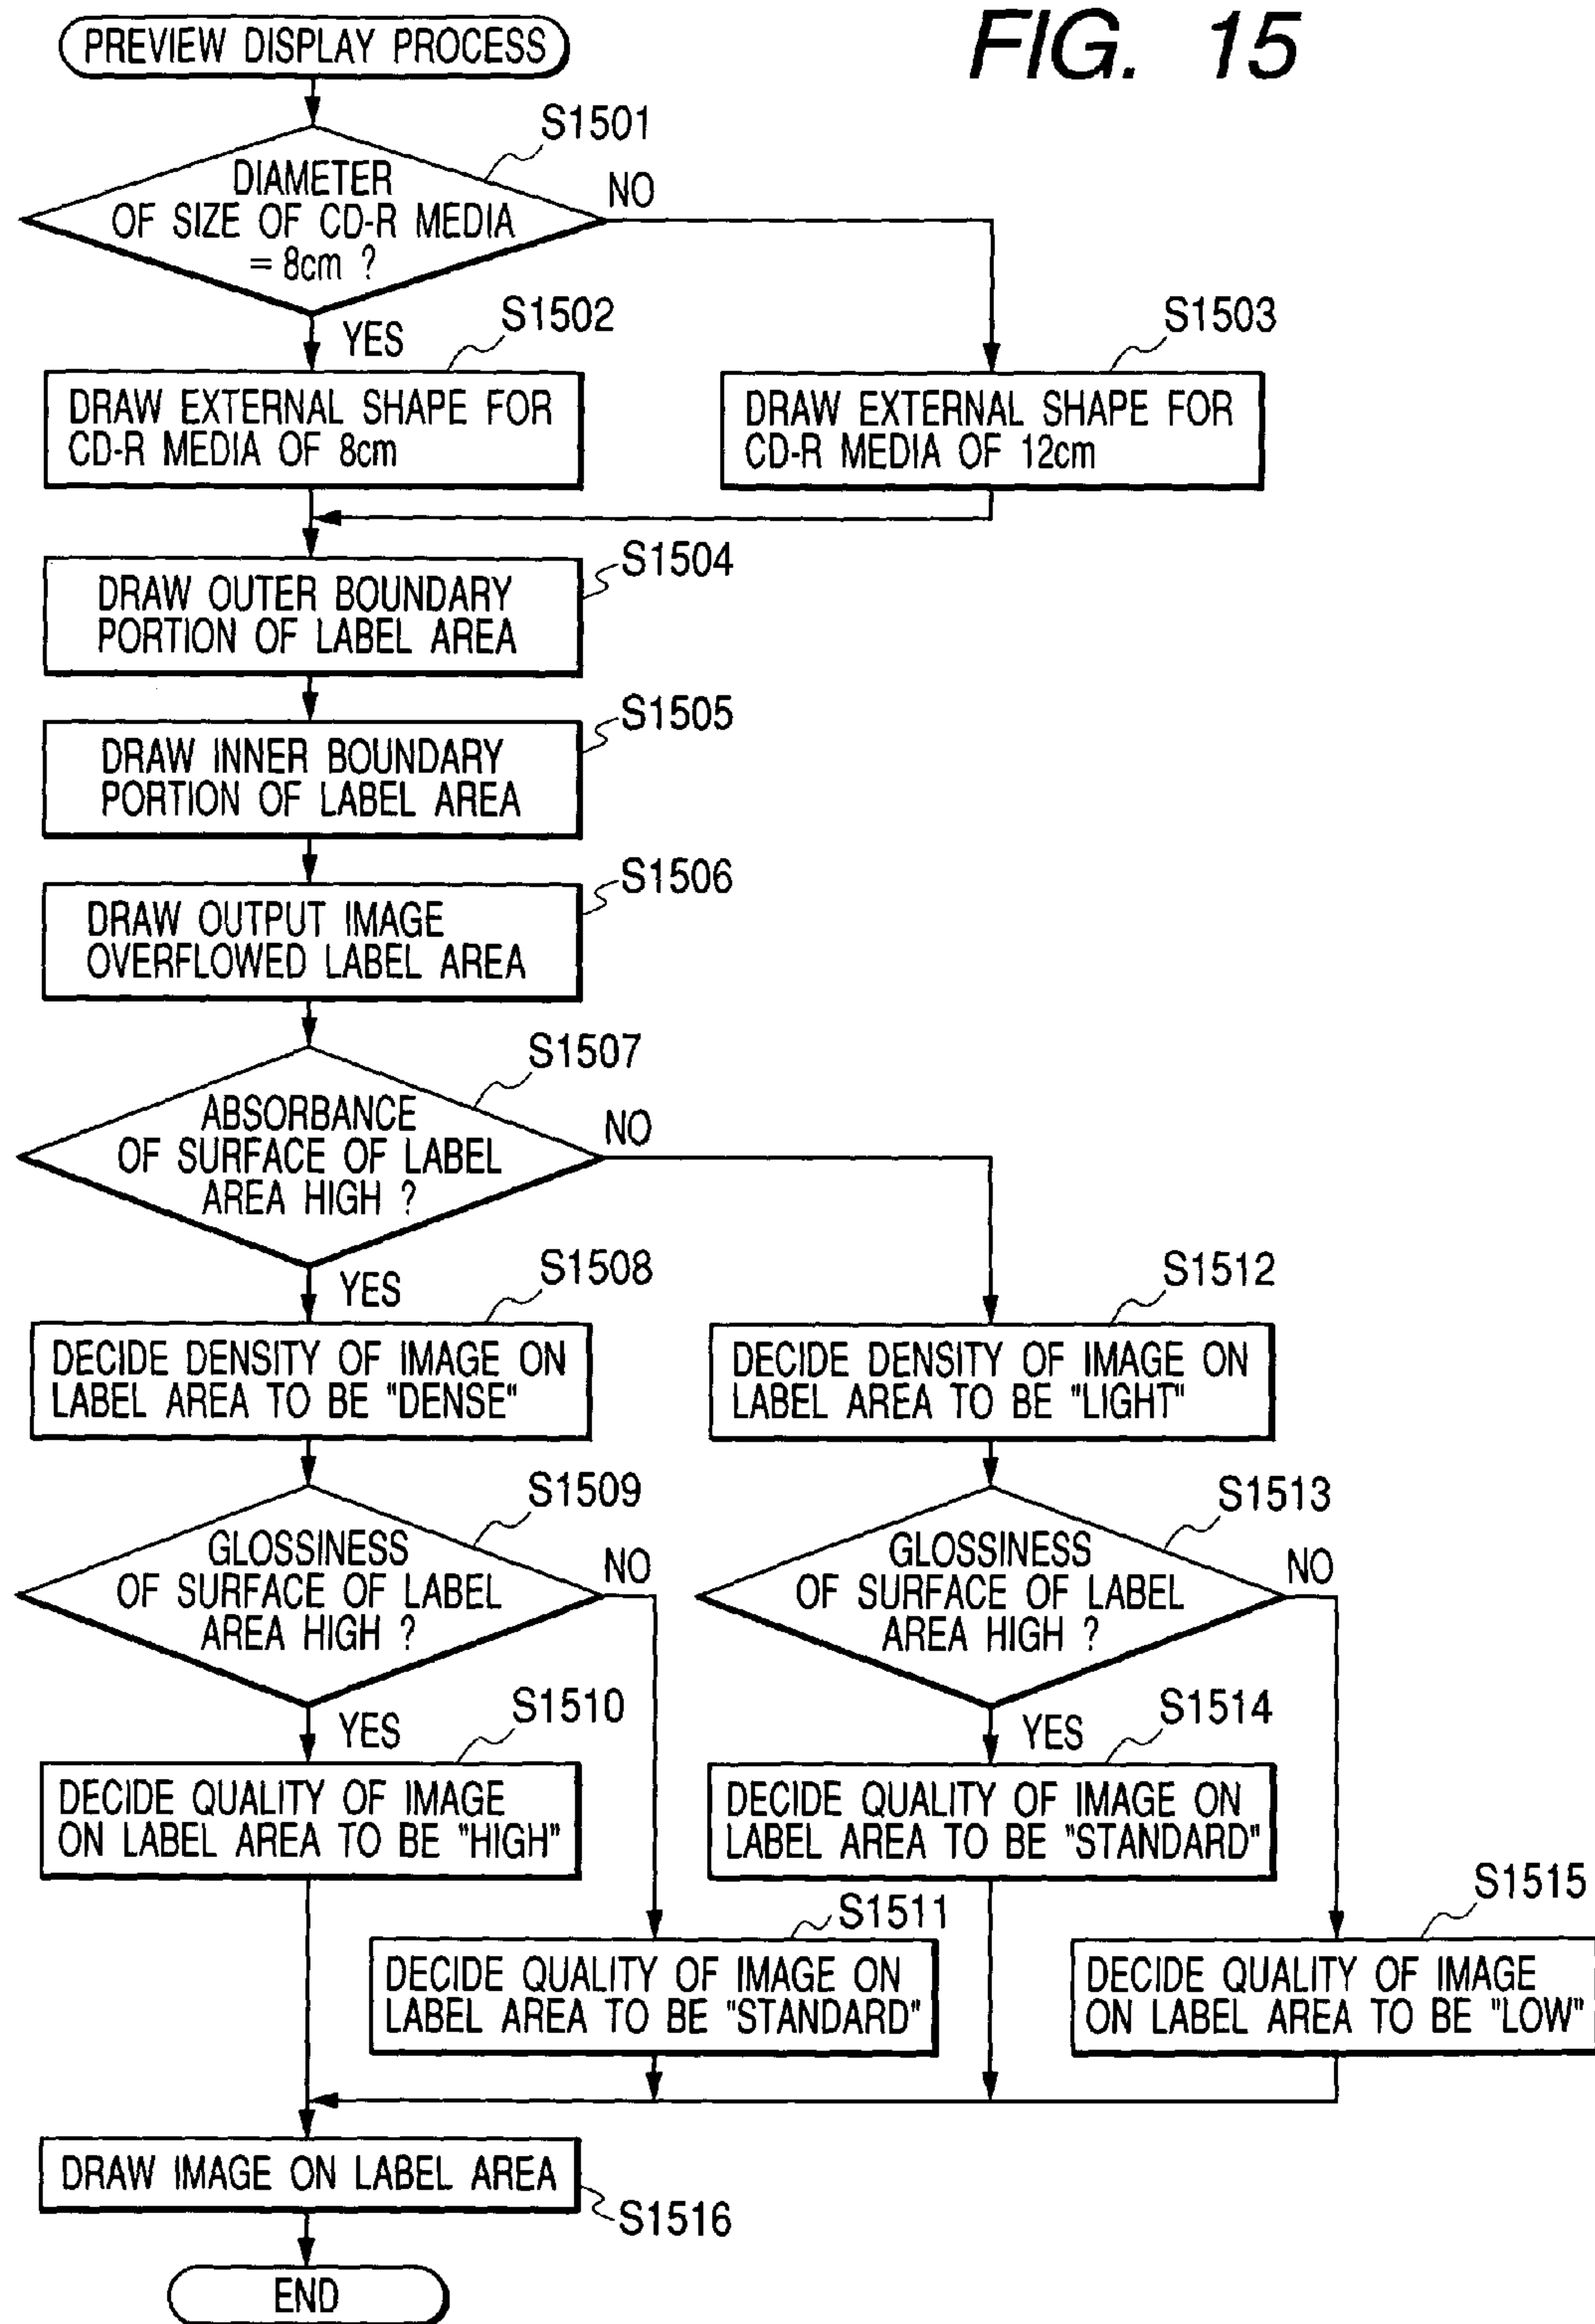 FIG. 15
PREVIEW DISPLAY PROCESS
S1501
DIAMETER
OF SIZE OF CD-R MEDIA
= 8cm ?
NO
YES
S1502
DRAW EXTERNAL SHAPE FOR
CD-R MEDIA OF 8cm
S1503
DRAW EXTERNAL SHAPE FOR
CD-R MEDIA OF 12cm
S1504
DRAW OUTER BOUNDARY
PORTION OF LABEL AREA
S1505
DRAW INNER BOUNDARY
PORTION OF LABEL AREA
S1506
DRAW OUTPUT IMAGE
OVERFLOWED LABEL AREA
S1507
ABSORBANCE
OF SURFACE OF LABEL
AREA HIGH ?
NO
YES
S1508
DECIDE DENSITY OF IMAGE ON
LABEL AREA TO BE "DENSE"
S1512
DECIDE DENSITY OF IMAGE ON
LABEL AREA TO BE "LIGHT"
S1509
GLOSSINESS
OF SURFACE OF LABEL
AREA HIGH ?
NO
YES
S1513
GLOSSINESS
OF SURFACE OF LABEL
AREA HIGH ?
NO
YES
S1510
DECIDE QUALITY OF IMAGE
ON LABEL AREA TO BE "HIGH"
S1514
DECIDE QUALITY OF IMAGE ON
LABEL AREA TO BE "STANDARD"
S1511
DECIDE QUALITY OF IMAGE ON
LABEL AREA TO BE "STANDARD"
S1515
DECIDE QUALITY OF IMAGE
ON LABEL AREA TO BE "LOW"
DRAW IMAGE ON LABEL AREA
S1516
END